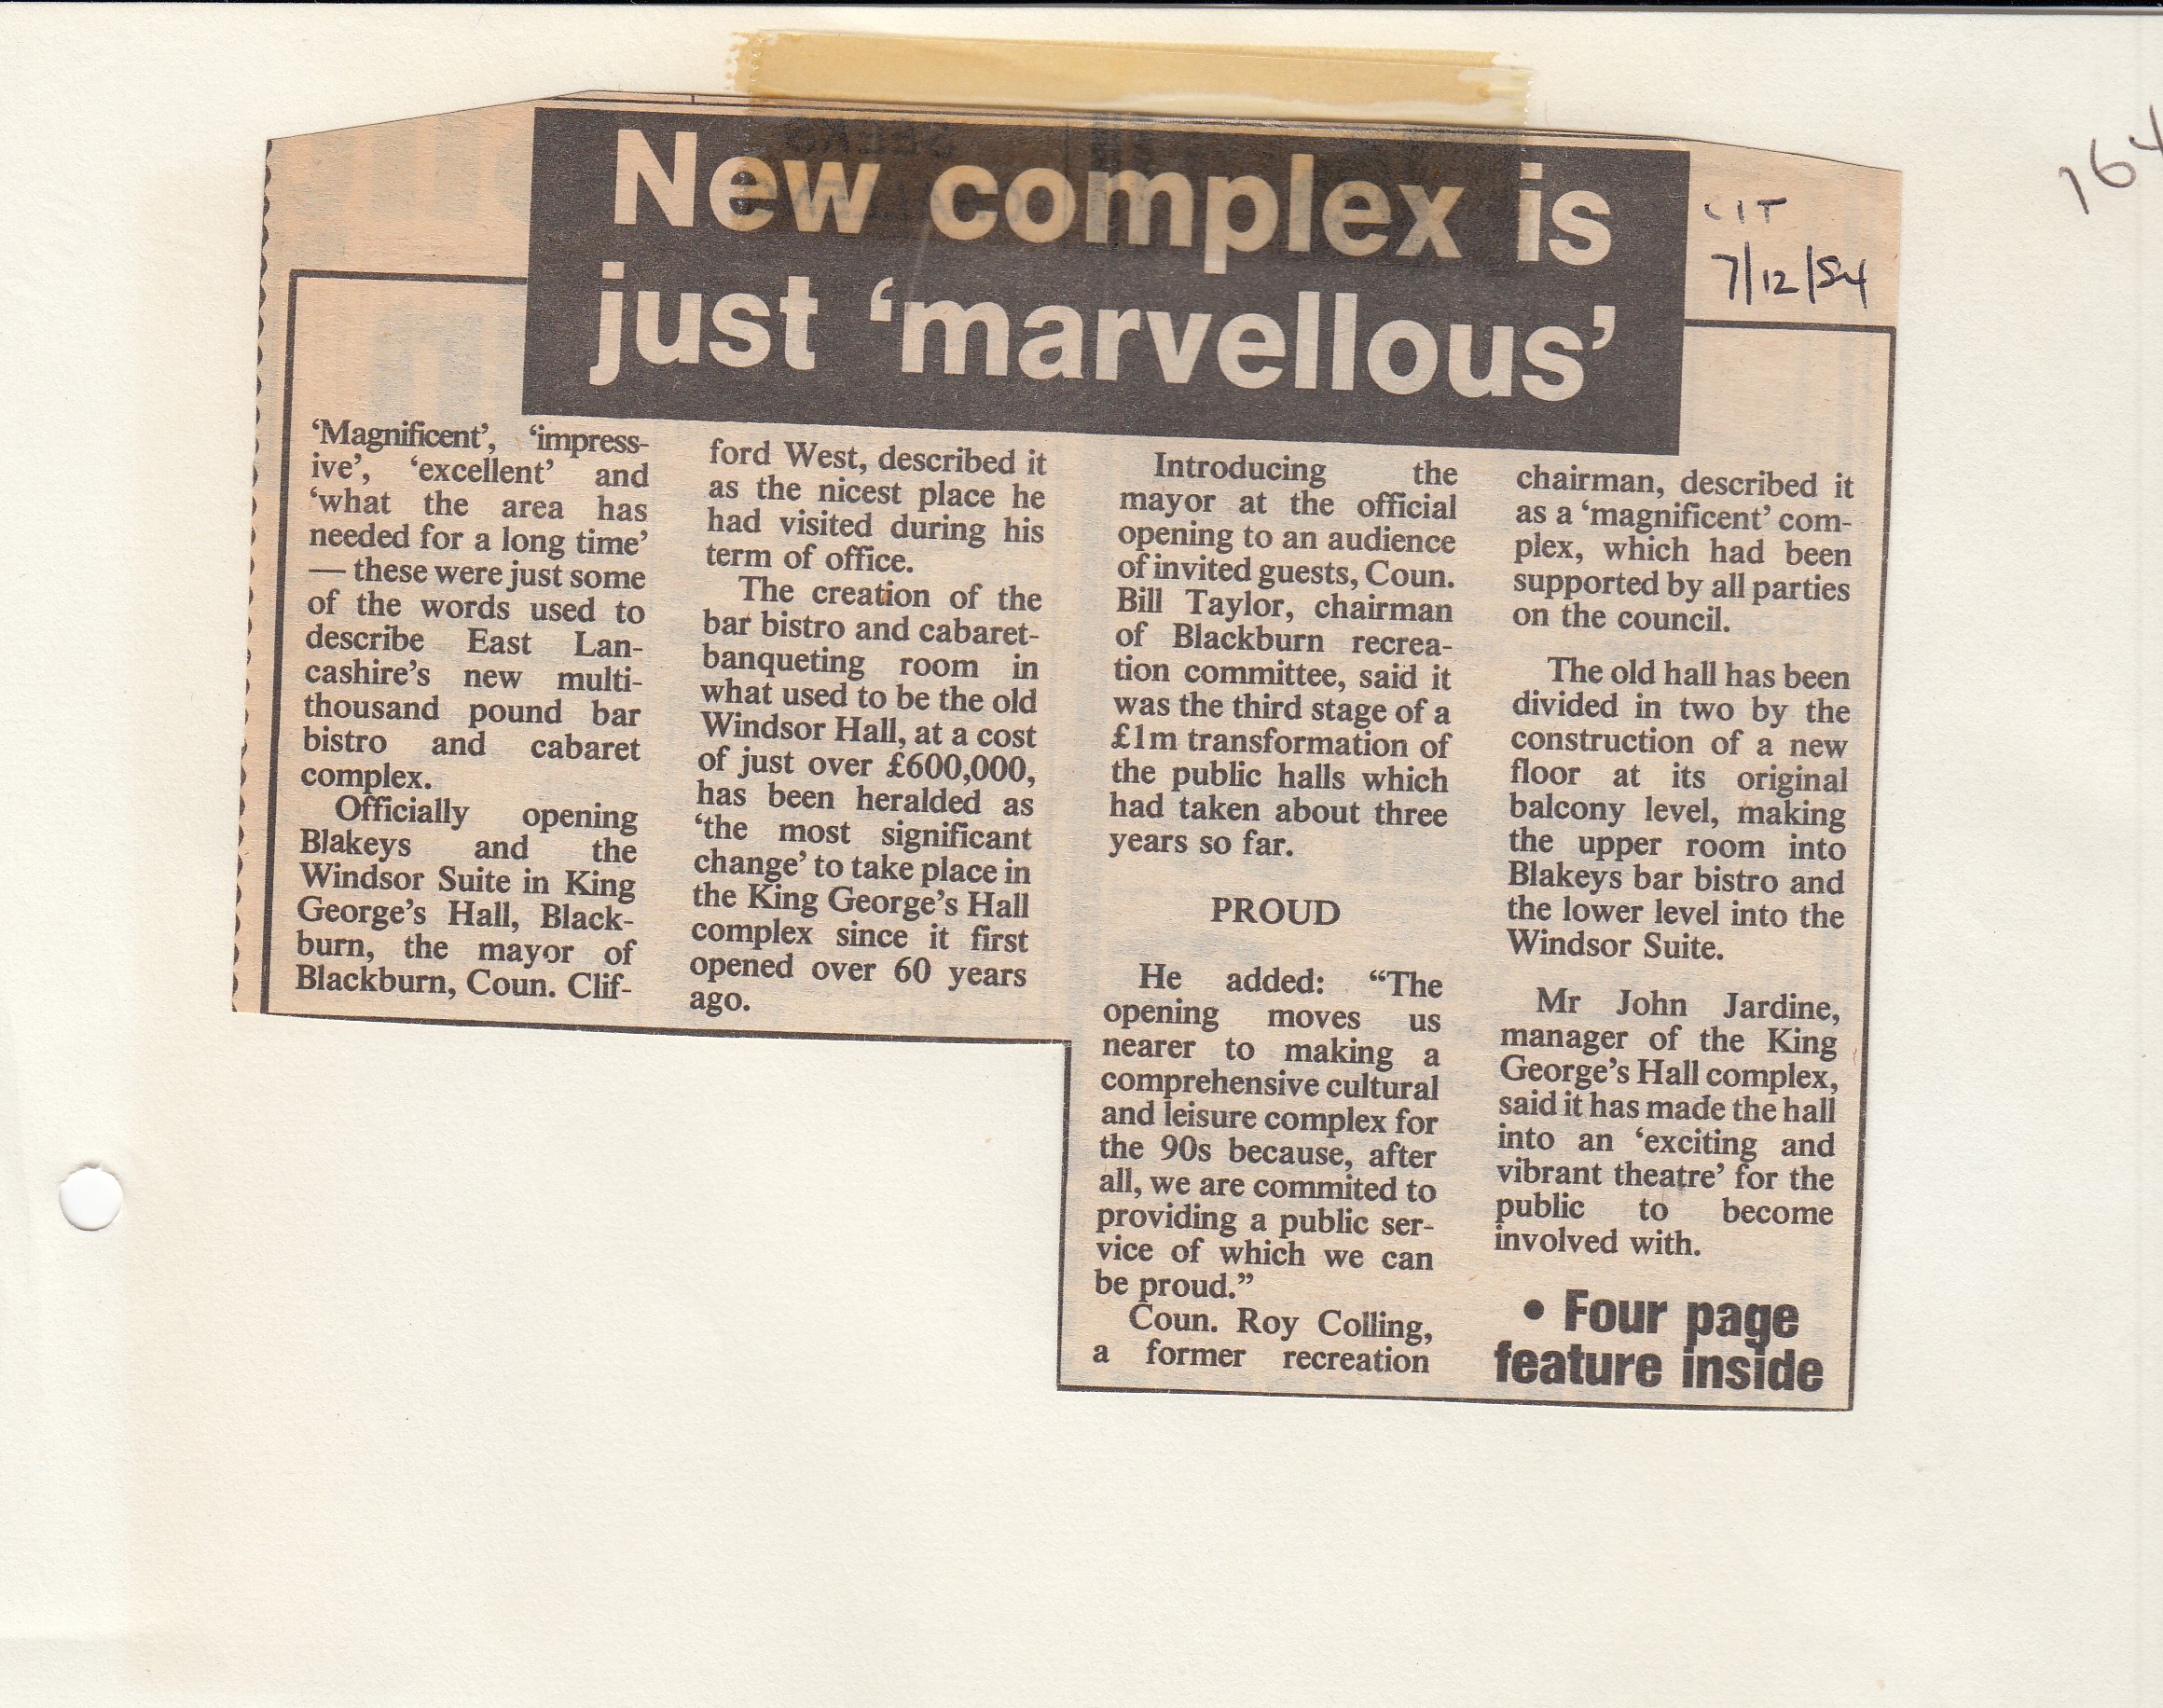 New complex is
just ‘marvellous’
CIT
7/12/84
164
‘Magnificent’, ‘impress-
ive’, ‘excellent’ and
‘what the area has
needed for a long time’
— these were just some
of the words used to
describe East Lan-
cashire’s new multi-
thousand pound bar
bistro and cabaret
complex.
Officially opening
Blakeys and the
Windsor Suite in King
George’s Hall, Black-
burn, the mayor of
Blackburn, Coun. Clif-
ford West, described it
as the nicest place he
had visited during his
term of office.
The creation of the
bar bistro and cabaret-
banqueting room in
what used to be the old
Windsor Hall, at a cost
of just over £600,000,
has been heralded as
‘the most significant
change’ to take place in
the King George’s Hall
complex since it first
opened over 60 years
ago.
Introducing the
mayor at the official
opening to an audience
of invited guests, Coun.
Bill Taylor, chairman
of Blackburn recrea-
tion committee, said it
was the third stage of a
£1m transformation of
the public halls which
had taken about three
years so far.
PROUD
He added: “The
opening moves us
nearer to making a
comprehensive cultural
and leisure complex for
the 90s because, after
all, we are commited to
providing a public ser-
vice of which we can
be proud.”
Coun. Roy Colling,
a former recreation
chairman, described it
as a ‘magnificent’ com-
plex, which had been
supported by all parties
on the council.
The old hall has been
divided in two by the
construction of a new
floor at its original
balcony level, making
the upper room into
Blakeys bar bistro and
the lower level into the
Windsor Suite.
Mr John Jardine,
manager of the King
George’s Hall complex,
said it has made the hall
into an ‘exciting and
vibrant theatre’ for the
public to become
involved with.
• Four page
feature inside